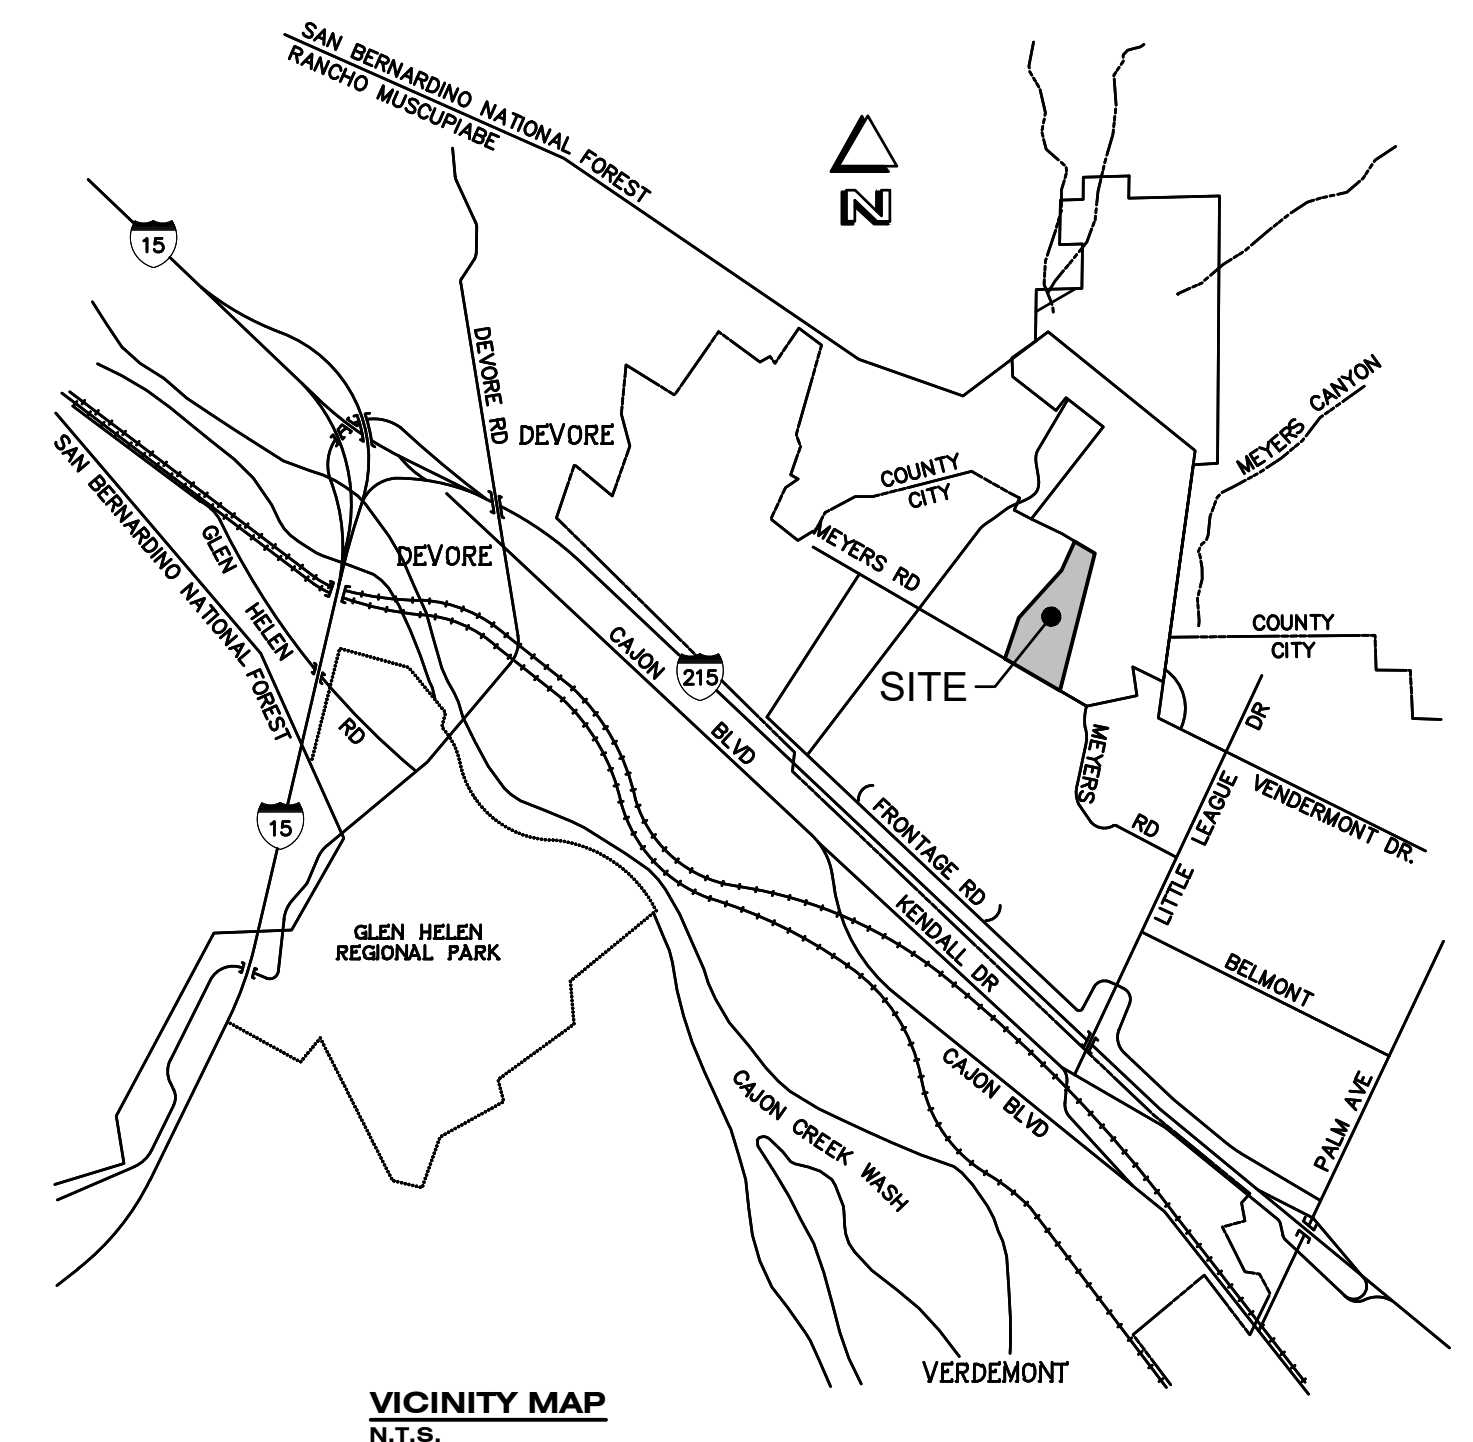 SAN BERNARDINO NATIONAL FOREST
RANCHO MUSCUPIABE
N
15
DEVORE RD
DEVORE
MEYERS CANYON
COUNTY
CITY
SAN BERNARDINO NATIONAL FOREST
GLEN HELEN RD
DEVORE
MEYERS RD
COUNTY
CITY
SITE
CAJON BLVD
215
MEYERS RD
LITTLE LEAGUE DR
VENDERMONT DR.
15
(FRONTAGE RD)
KENDALL DR
GLEN HELEN
REGIONAL PARK
BELMONT
PALM AVE
CAJON BLVD
CAJON CREEK WASH
VERDEMONT
VICINITY MAP
N.T.S.